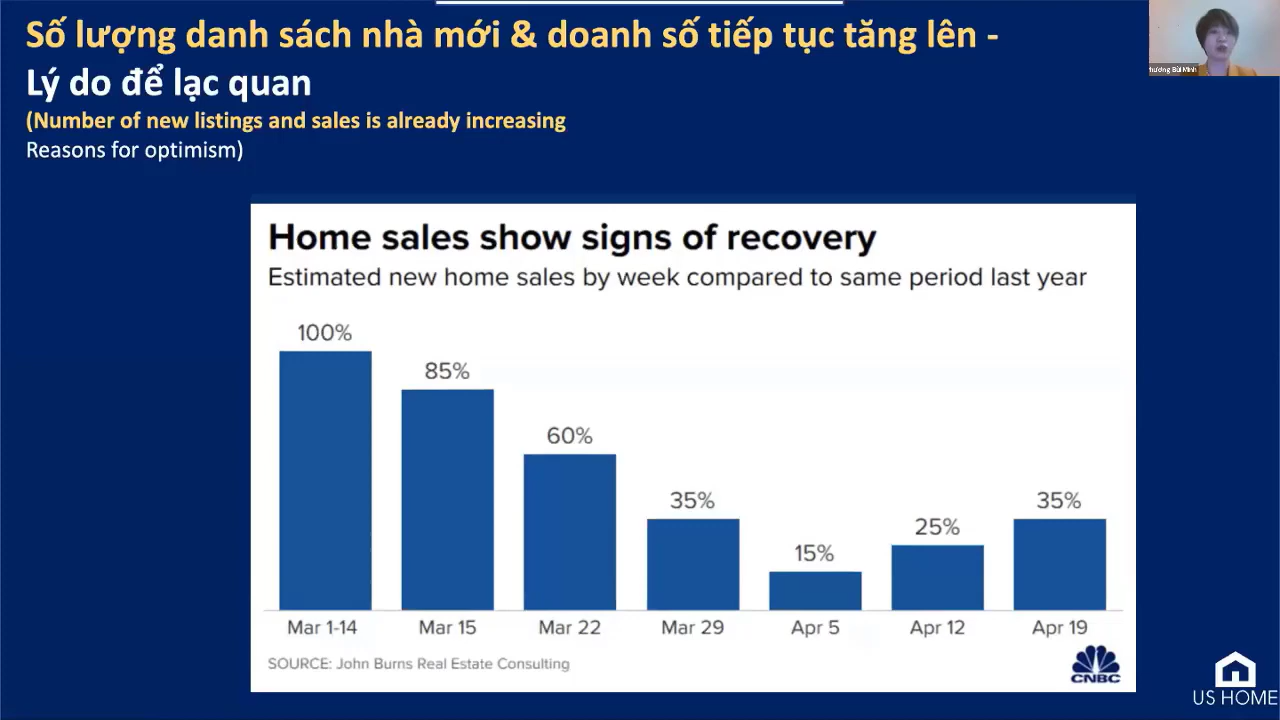 Số lượng danh sách nhà mới & doanh số tiếp tục tăng lên -
Lý do để lạc quan
(Number of new listings and sales is already increasing
Reasons for optimism)
hương Bùi Minh
Home sales show signs of recovery
Estimated new home sales by week compared to same period last year
100%
85%
60%
35%
15%
25%
35%
Mar 1-14
Mar 15
Mar 22
Mar 29
Apr 5
Apr 12
Apr 19
SOURCE: John Burns Real Estate Consulting
CNBC
US HOME